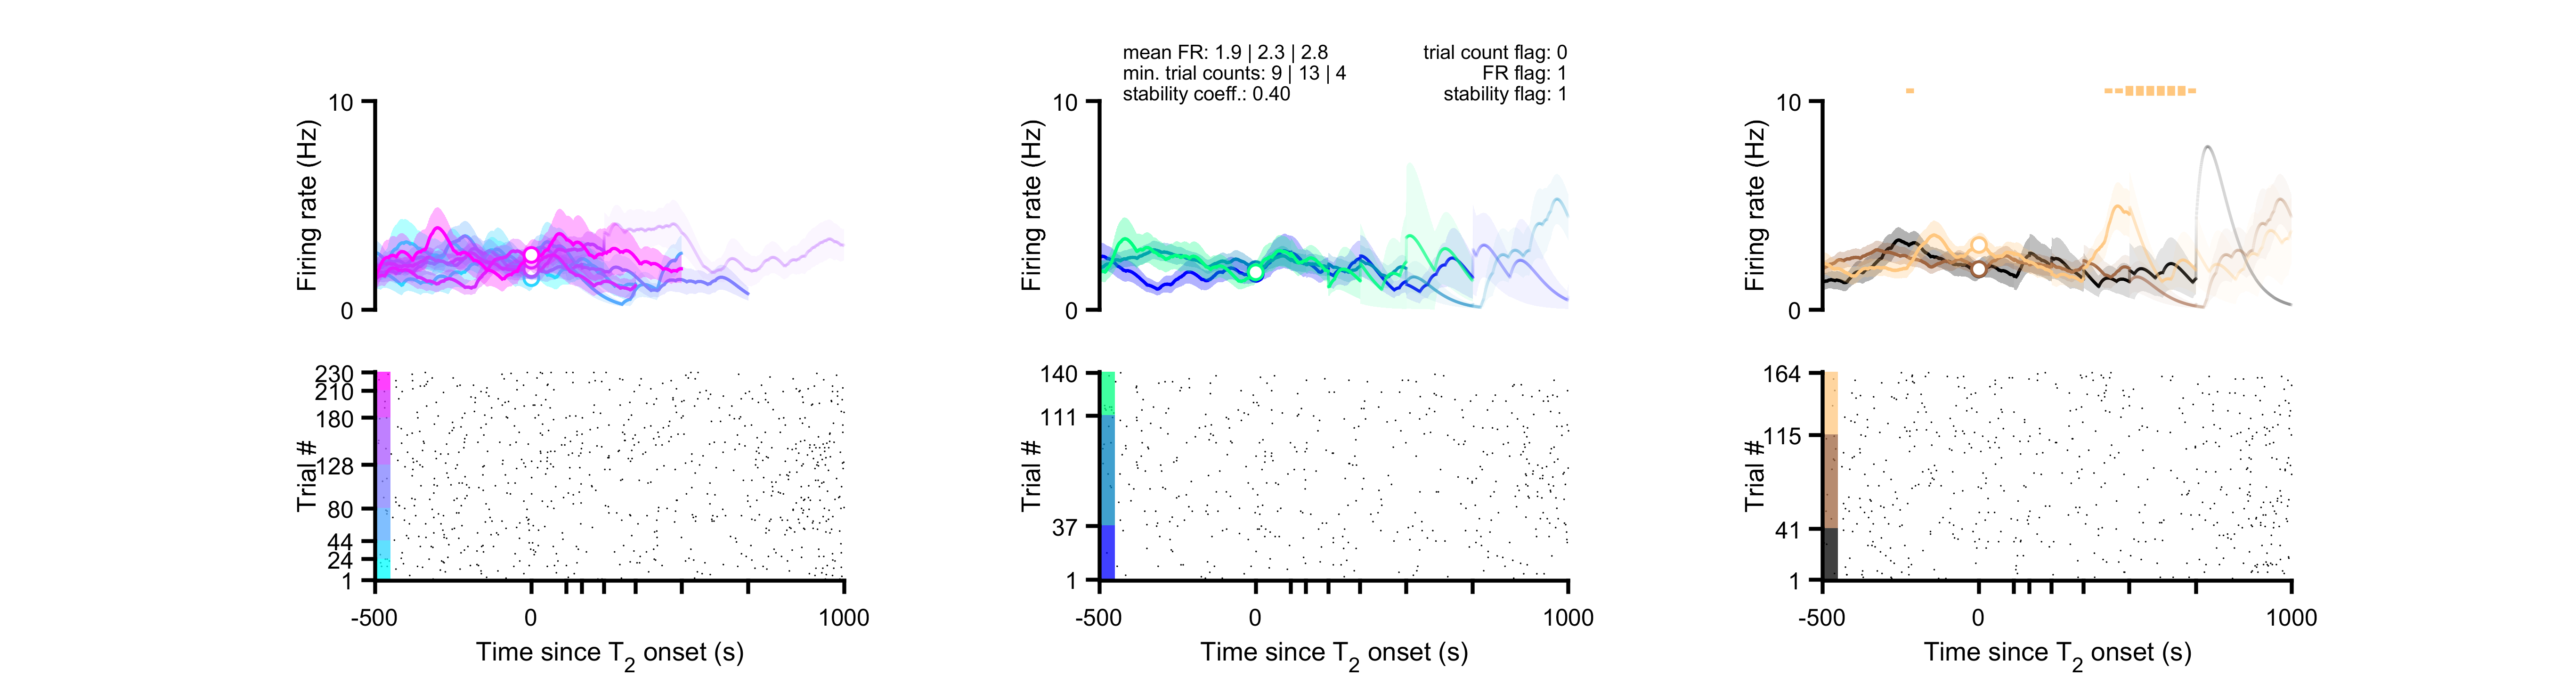 mean FR: 1.9 | 2.3 | 2.8
min. trial counts: 9 | 13 | 4
stability coeff.: 0.40
trial count flag: 0
FR flag: 1
stability flag: 1
10
Firing rate (Hz)
0
10
Firing rate (Hz)
0
10
Firing rate (Hz)
0
230
210
180
128
80
44
24
1
Trial #
-500
0
1000
Time since T2 onset (s)
140
111
37
1
Trial #
-500
0
1000
Time since T2 onset (s)
164
115
41
1
Trial #
-500
0
1000
Time since T2 onset (s)